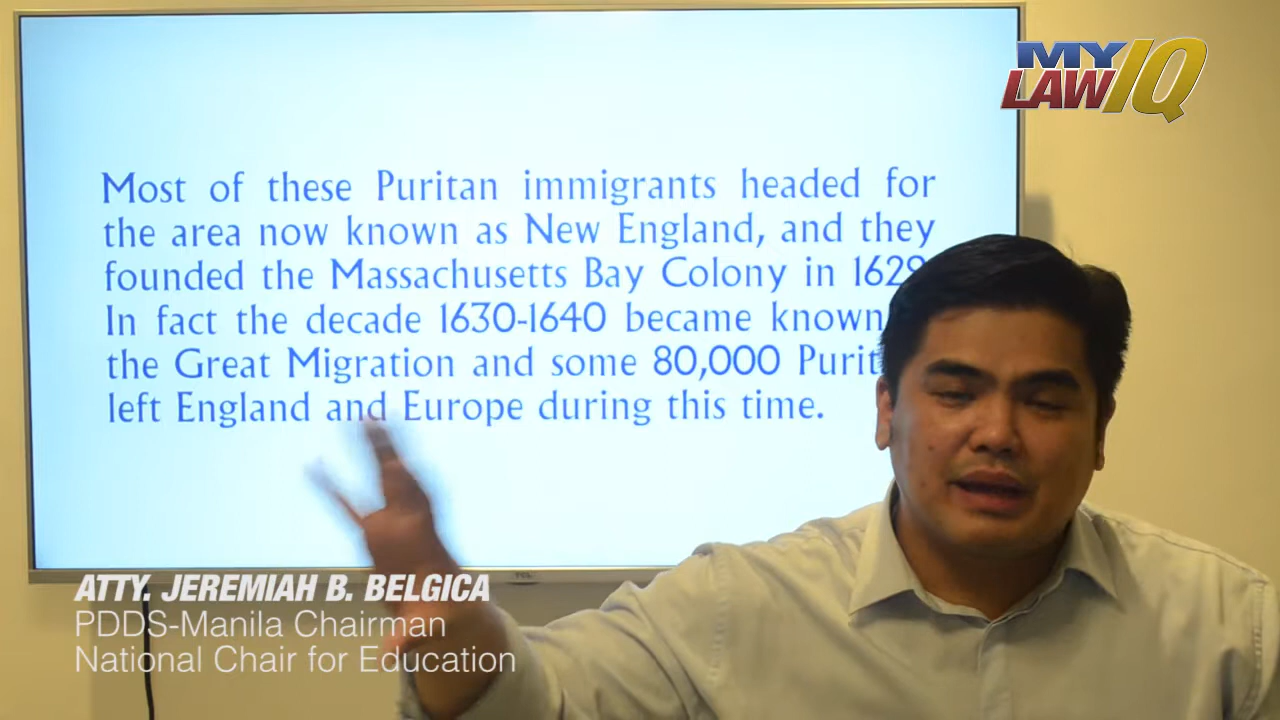 MY
LAW IQ
Most of these Puritan immigrants headed for
the area now known as New England, and they
founded the Massachusetts Bay Colony in
In fact the decade 1630-1640 became known
the Great Migration and some 80,000
left England and Europe during this time.
ATTY. JEREMIAH B. BELGICA
PDDS-Manila Chairman
National Chair for Education